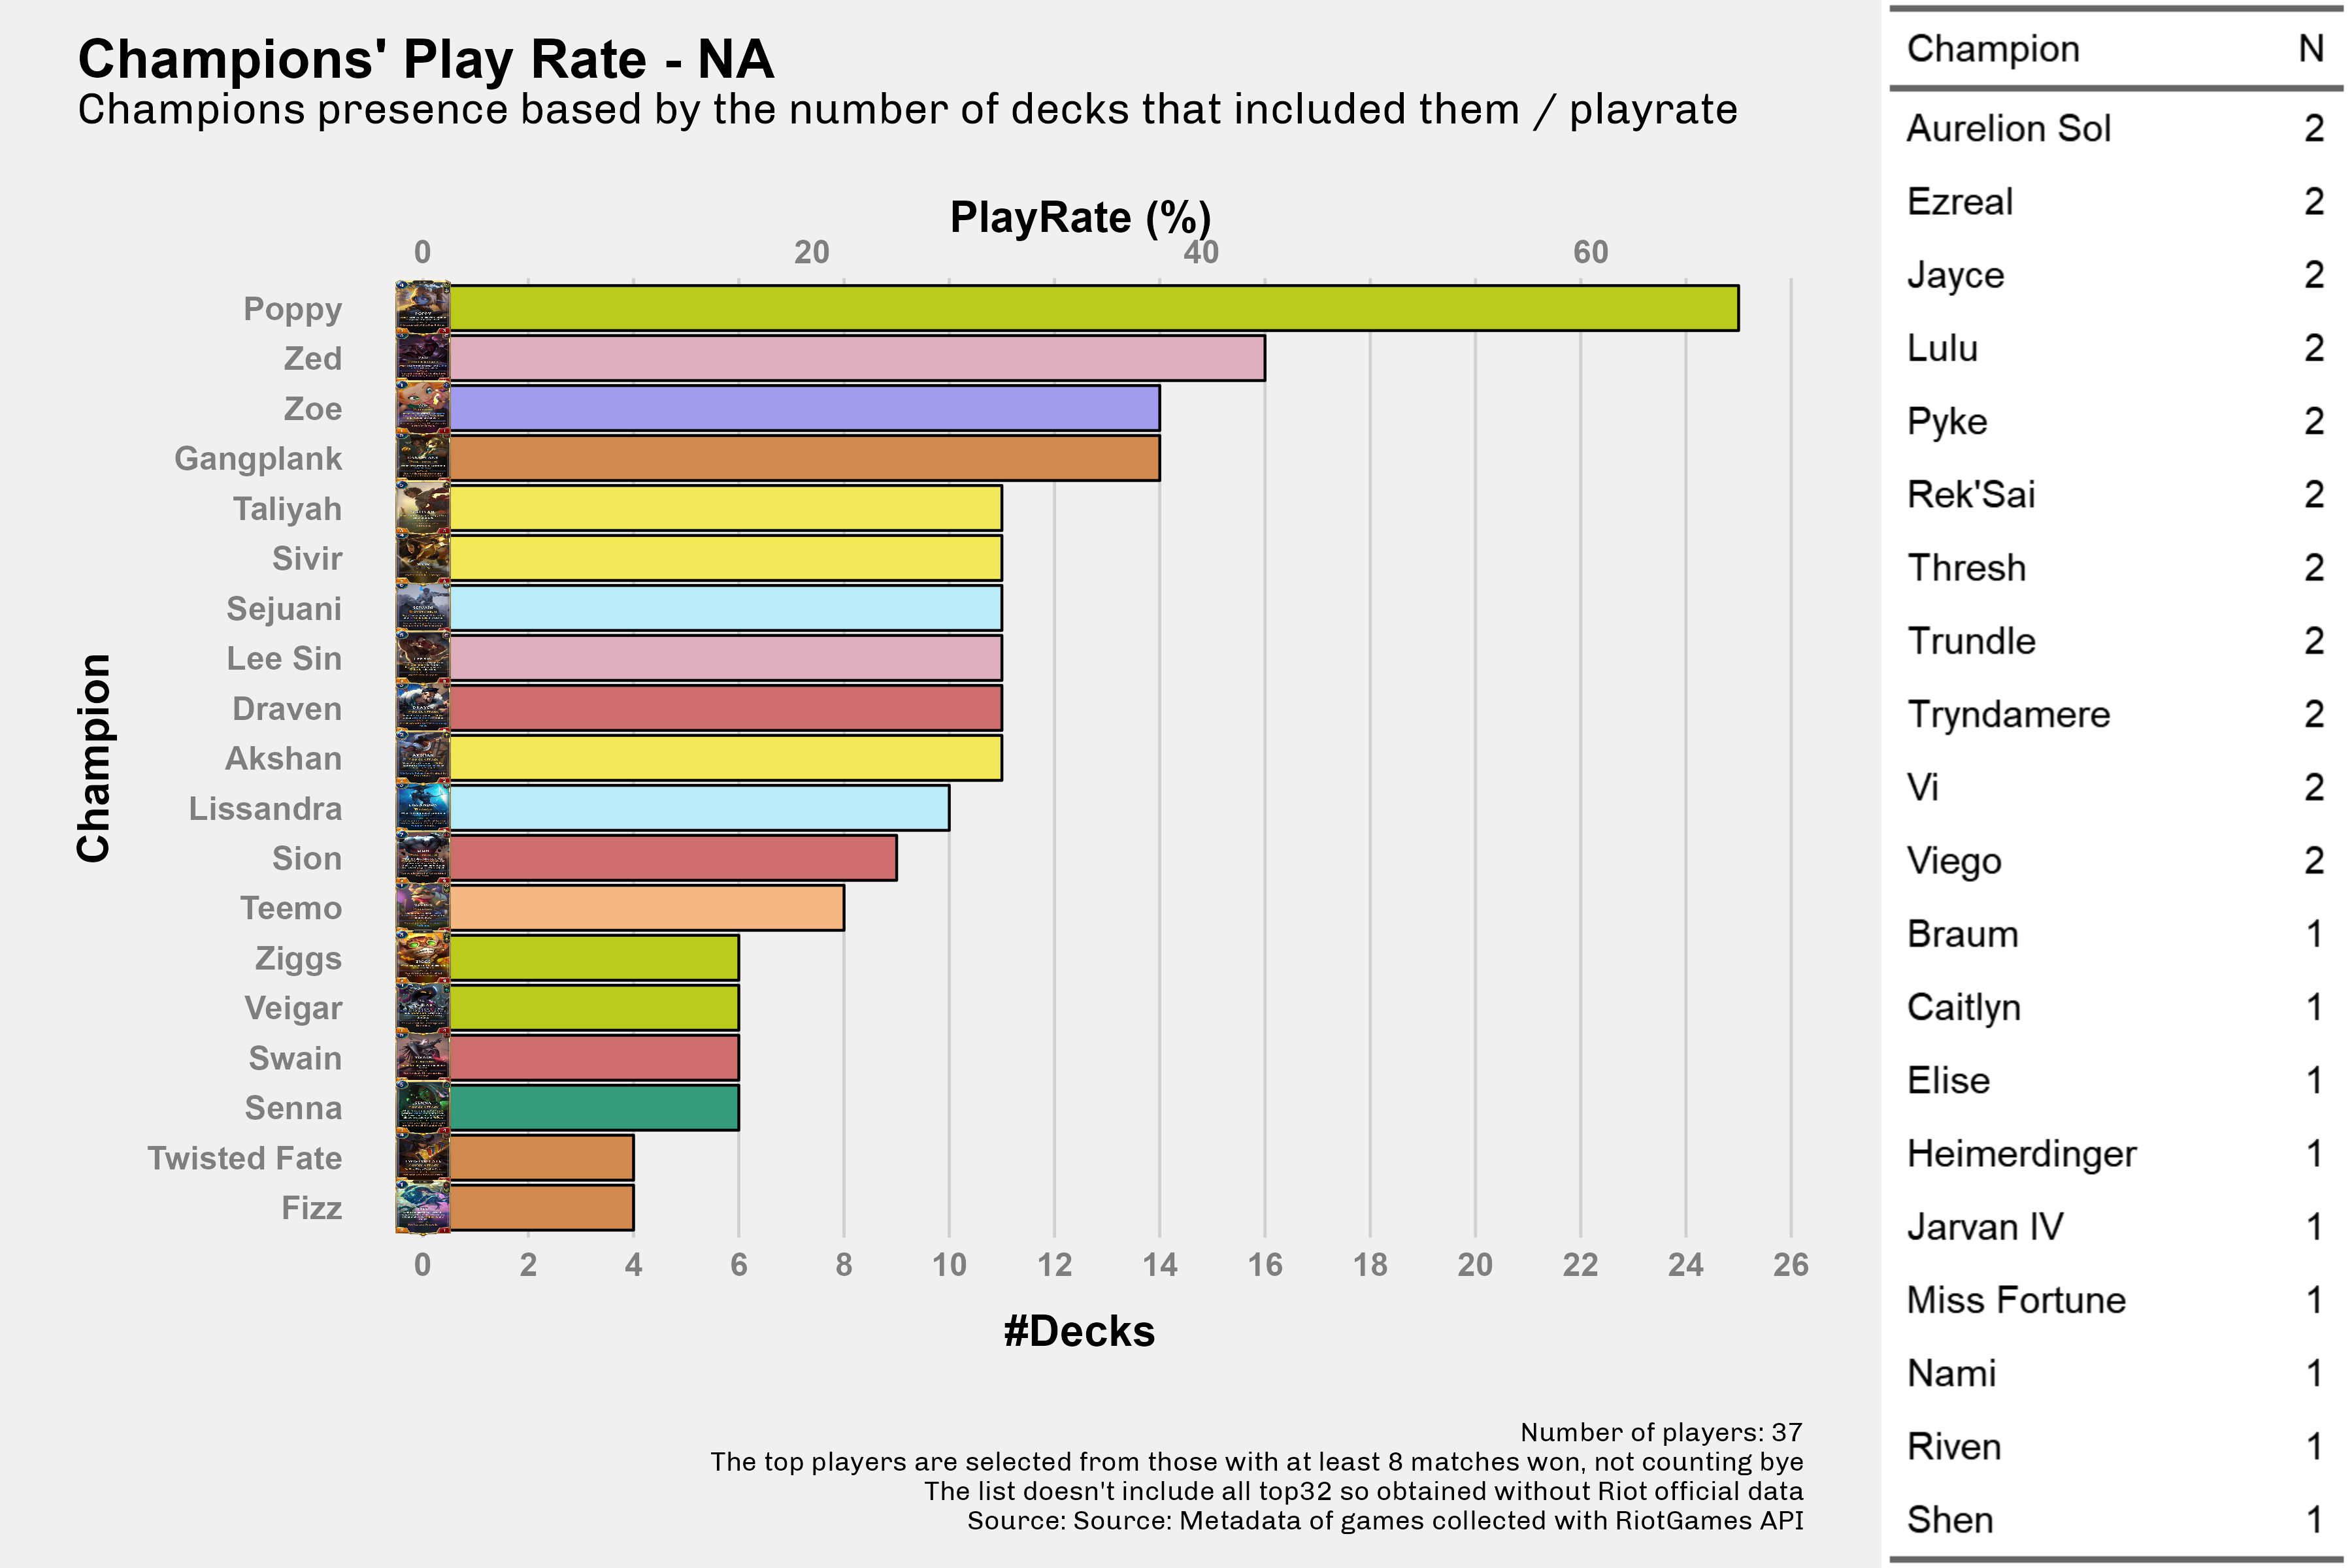 Champions' Play Rate - NA
Champions presence based by the number of decks that included them / playrate
PlayRate (%)
0 20 40 60
Champion
Poppy
Zed
Zoe
Gangplank
Taliyah
Sivir
Sejuani
Lee Sin
Draven
Akshan
Lissandra
Sion
Teemo
Ziggs
Veigar
Swain
Senna
Twisted Fate
Fizz
0 2 4 6 8 10 12 14 16 18 20 22 24 26
#Decks
Number of players: 37
The top players are selected from those with at least 8 matches won, not counting bye
The list doesn't include all top32 so obtained without Riot official data
Source: Source: Metadata of games collected with RiotGames API
Champion N
Aurelion Sol 2
Ezreal 2
Jayce 2
Lulu 2
Pyke 2
Rek'Sai 2
Thresh 2
Trundle 2
Tryndamere 2
Vi 2
Viego 2
Braum 1
Caitlyn 1
Elise 1
Heimerdinger 1
Jarvan IV 1
Miss Fortune 1
Nami 1
Riven 1
Shen 1